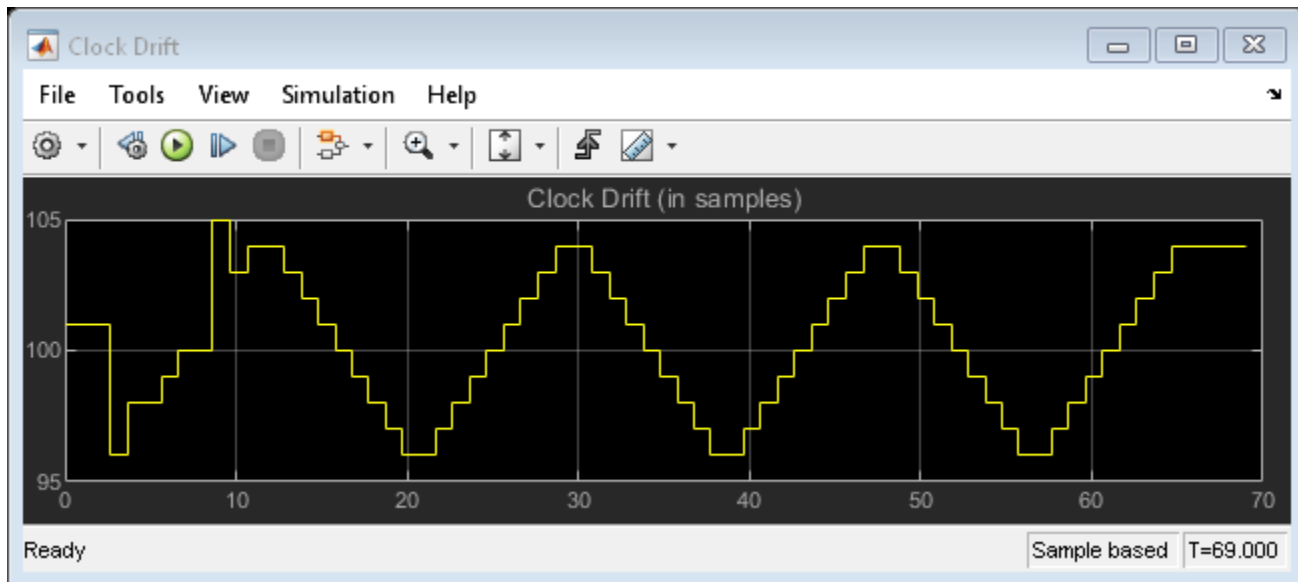 Clock Drift
File Tools View Simulation Help
Clock Drift (in samples)
105
100
95
0 10 20 30 40 50 60 70
Ready Sample based T=69.000